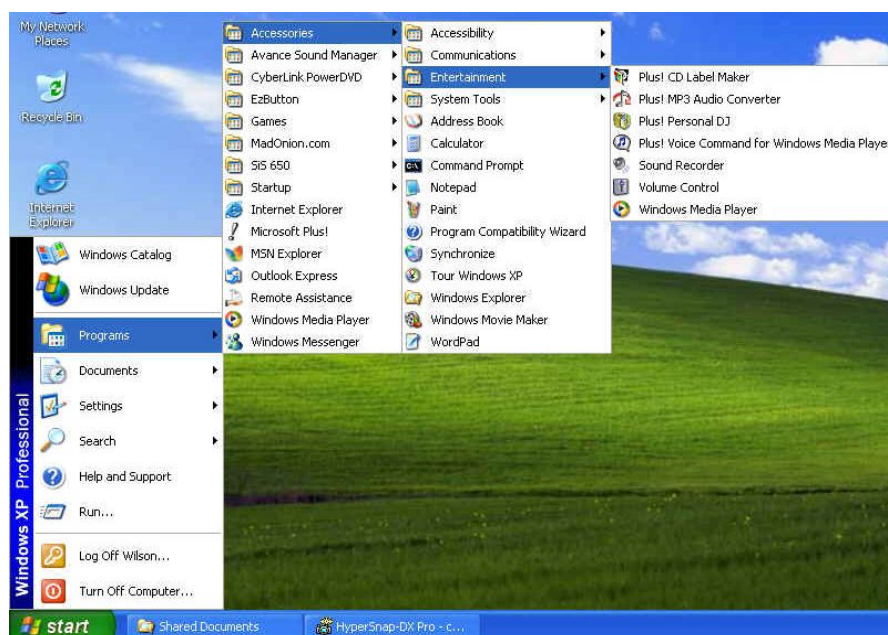 My Network
Places
Recycle Bin
Internet
Explorer
Windows Catalog
Windows Update
Programs
Documents
Settings
Search
Help and Support
Run...
Log Off Wilson...
Turn Off Computer...
Windows XP Professional
Accessories
Avance Sound Manager
CyberLink PowerDVD
EzButton
Games
MadOnion.com
SiS 650
Startup
Internet Explorer
Microsoft Plus!
MSN Explorer
Outlook Express
Remote Assistance
Windows Media Player
Windows Messenger
Accessibility
Communications
Entertainment
System Tools
Address Book
Calculator
Command Prompt
Notepad
Paint
Program Compatibility Wizard
Synchronize
Tour Windows XP
Windows Explorer
Windows Movie Maker
WordPad
Plus! CD Label Maker
Plus! MP3 Audio Converter
Plus! Personal DJ
Plus! Voice Command for Windows Media Playe
Sound Recorder
Volume Control
Windows Media Player
start
Shared Documents
HyperSnap-DX Pro - c...